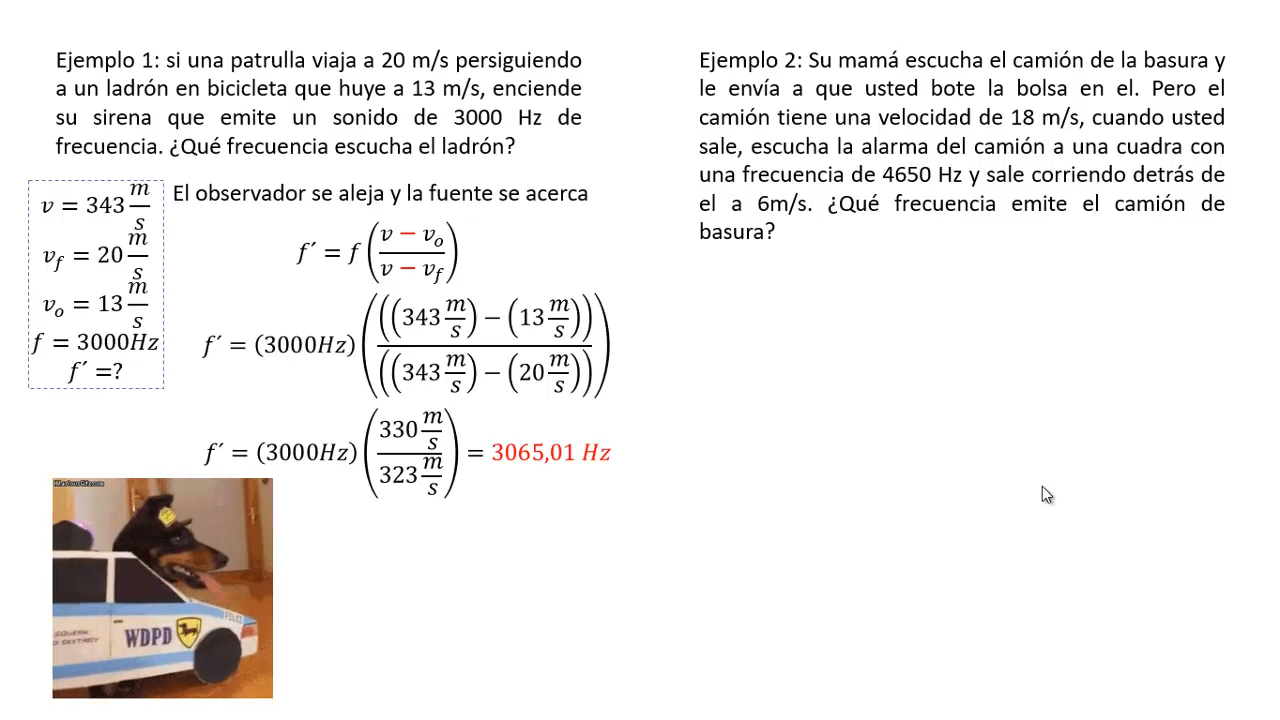 Ejemplo 1: si una patrulla viaja a 20 m/s persiguiendo
a un ladrón en bicicleta que huye a 13 m/s, enciende
su sirena que emite un sonido de 3000 Hz de
frecuencia. ¿Qué frecuencia escucha el ladrón?
v = 343 m/s
v_f = 20 m/s
v_o = 13 m/s
f = 3000Hz
f´ =?
El observador se aleja y la fuente se acerca
f´ = f ((v − v_o)/(v − v_f))
f´ = (3000Hz) (((343 m/s) − (13 m/s))/((343 m/s) − (20 m/s)))
f´ = (3000Hz) (330 m/s / 323 m/s) = 3065,01 Hz
HilariousGifs.com
POLICE
WDPD
Ejemplo 2: Su mamá escucha el camión de la basura y
le envía a que usted bote la bolsa en el. Pero el
camión tiene una velocidad de 18 m/s, cuando usted
sale, escucha la alarma del camión a una cuadra con
una frecuencia de 4650 Hz y sale corriendo detrás de
el a 6m/s. ¿Qué frecuencia emite el camión de
basura?